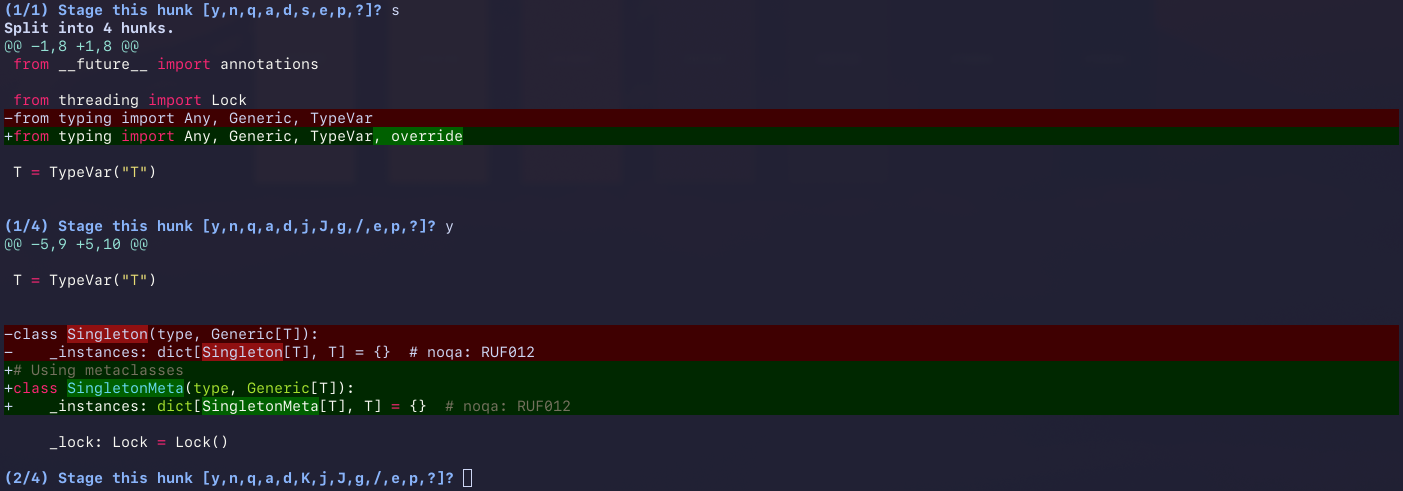 (1/1) Stage this hunk [y,n,q,a,d,s,e,p,?]? s
Split into 4 hunks.
@@ -1,8 +1,8 @@
 from __future__ import annotations

 from threading import Lock
-from typing import Any, Generic, TypeVar
+from typing import Any, Generic, TypeVar, override

 T = TypeVar("T")


(1/4) Stage this hunk [y,n,q,a,d,j,J,g,/,e,p,?]? y
@@ -5,9 +5,10 @@

 T = TypeVar("T")


-class Singleton(type, Generic[T]):
-    _instances: dict[Singleton[T], T] = {}  # noqa: RUF012
+# Using metaclasses
+class SingletonMeta(type, Generic[T]):
+    _instances: dict[SingletonMeta[T], T] = {}  # noqa: RUF012

     _lock: Lock = Lock()

(2/4) Stage this hunk [y,n,q,a,d,K,j,J,g,/,e,p,?]?